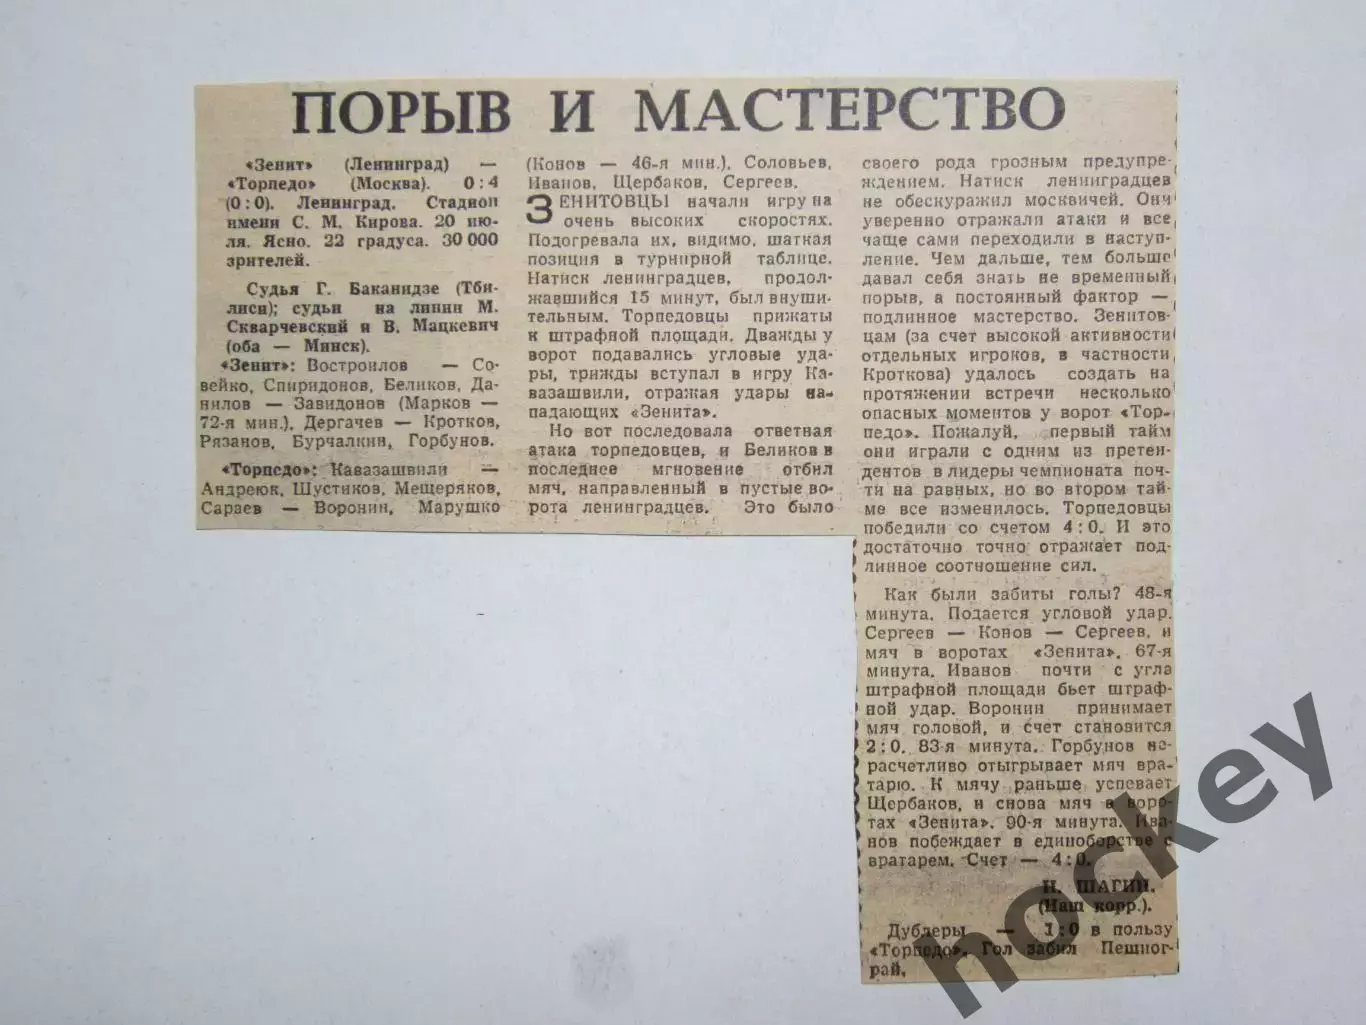 ПОРЫВ И МАСТЕРСТВО
«Зенит» (Ленинград) —
«Торпедо» (Москва). 0:4
(0:0). Ленинград. Стадион
имени С. М. Кирова. 20 ию-
ля. Ясно. 22 градуса. 30 000
зрителей.
Судья Г. Баканидзе (Тби-
лиси); судьи на линии М.
Скварчевский и В. Мацкевич
(оба — Минск).
«Зенит»: Востроилов — Со-
вейко, Спиридонов, Беликов, Да-
нилов — Завидонов (Марков —
72-я мин.), Дергачев — Кротков,
Рязанов, Бурчалкин, Горбунов.
«Торпедо»: Кавазашвили —
Андреюк, Шустиков, Мещеряков,
Сараев — Воронин, Марушко
(Конов — 46-я мин.), Соловьев,
Иванов, Щербаков, Сергеев.
ЗЕНИТОВЦЫ начали игру на
очень высоких скоростях.
Подогревала их, видимо, шаткая
позиция в турнирной таблице.
Натиск ленинградцев, продол-
жавшийся 15 минут, был внуши-
тельным. Торпедовцы прижаты
к штрафной площади. Дважды у
ворот подавались угловые уда-
ры, трижды вступал в игру Ка-
вазашвили, отражая удары на-
падающих «Зенита».
Но вот последовала ответная
атака торпедовцев, и Беликов в
последнее мгновение отбил
мяч, направленный в пустые во-
рота ленинградцев. Это было
своего рода грозным предупре-
ждением. Натиск ленинградцев
не обескуражил москвичей. Они
уверенно отражали атаки и все
чаще сами переходили в наступ-
ление. Чем дальше, тем больше
давал себя знать не временный
порыв, а постоянный фактор —
подлинное мастерство. Зенитов-
цам (за счет высокой активности
отдельных игроков, в частности
Кроткова) удалось создать на
протяжении встречи несколько
опасных моментов у ворот «Тор-
педо». Пожалуй, первый тайм
они играли с одним из претен-
дентов в лидеры чемпионата поч-
ти на равных, но во втором тай-
ме все изменилось. Торпедовцы
победили со счетом 4:0. И это
достаточно точно отражает под-
линное соотношение сил.
Как были забиты голы? 48-я
минута. Подается угловой удар.
Сергеев — Конов — Сергеев, и
мяч в воротах «Зенита». 67-я
минута. Иванов почти с угла
штрафной площади бьет штраф-
ной удар. Воронин принимает
мяч головой, и счет становится
2:0. 83-я минута. Горбунов не-
расчетливо отыгрывает мяч вра-
тарю. К мячу раньше успевает
Щербаков, и снова мяч в воро-
тах «Зенита». 90-я минута. Ива-
нов побеждает в единоборстве с
вратарем. Счет — 4:0.
И. ШАГИН.
(Наш корр.).
Дублеры — 1:0 в пользу
«Торпедо». Гол забил Пешног-
рай.
hockey